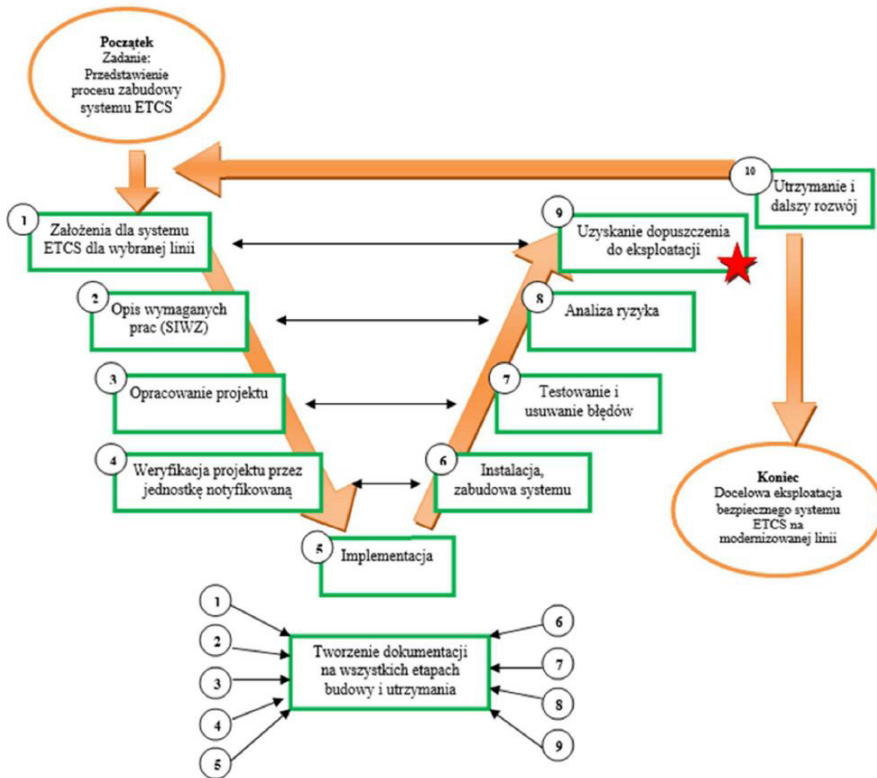 Początek
Zadanie:
Przedstawienie
procesu zabudowy
systemu ETCS
1
Założenia dla systemu
ETCS dla wybranej linii
2
Opis wymaganych
prac (SIWZ)
3
Opracowanie projektu
4
Weryfikacja projektu przez
jednostkę notyfikowaną
5
Implementacja
6
Instalacja,
zabudowa systemu
7
Testowanie i
usuwanie błędów
8
Analiza ryzyka
9
Uzyskanie dopuszczenia
do eksploatacji
10
Utrzymanie i
dalszy rozwój
Koniec
Docelowa eksploatacja
bezpiecznego systemu
ETCS na
modernizowanej linii
1
2
3
4
5
Tworzenie dokumentacji
na wszystkich etapach
budowy i utrzymania
6
7
8
9